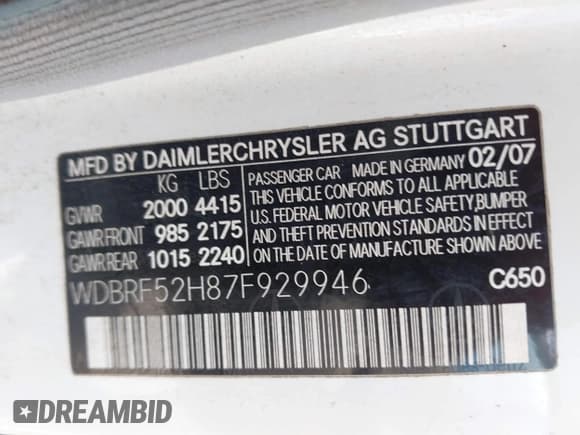 MFD BY DAIMLERCHRYSLER AG STUTTGART
KG LBS
GVWR 2000 4415
GAWR FRONT 985 2175
GAWR REAR 1015 2240
PASSENGER CAR MADE IN GERMANY 02/07
THIS VEHICLE CONFORMS TO ALL APPLICABLE
U.S. FEDERAL MOTOR VEHICLE SAFETY, BUMPER
AND THEFT PREVENTION STANDARDS IN EFFECT
ON THE DATE OF MANUFACTURE SHOWN ABOVE.
WDBRF52H87F929946 C650
DREAMBID